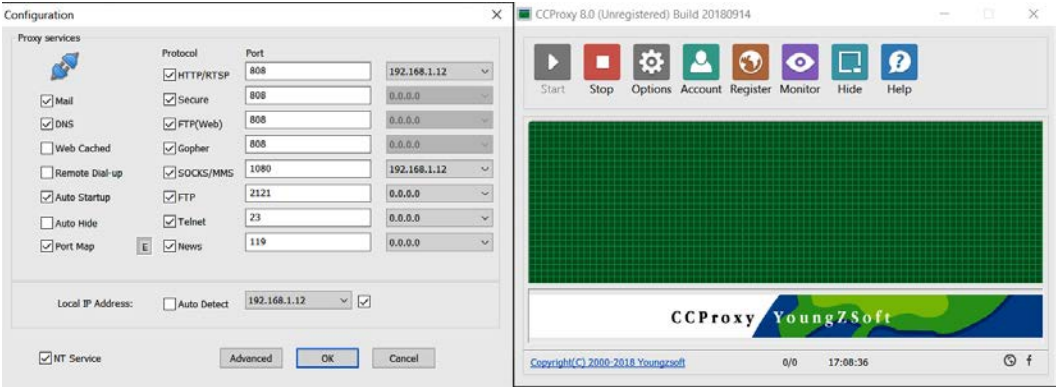 Configuration
Proxy services
Protocol Port
HTTP/RTSP 808 192.168.1.12
Mail Secure 808 0.0.0.0
DNS FTP(Web) 808 0.0.0.0
Web Cached Gopher 808 0.0.0.0
Remote Dial-up SOCKS/MMS 1080 192.168.1.12
Auto Startup FTP 2121 0.0.0.0
Auto Hide Telnet 23 0.0.0.0
Port Map E News 119 0.0.0.0
Local IP Address: Auto Detect 192.168.1.12
NT Service Advanced OK Cancel
CCProxy 8.0 (Unregistered) Build 20180914
Start Stop Options Account Register Monitor Hide Help
CCProxy YoungZSoft
Copyright(C) 2000-2018 Youngzsoft 0/0 17:08:36